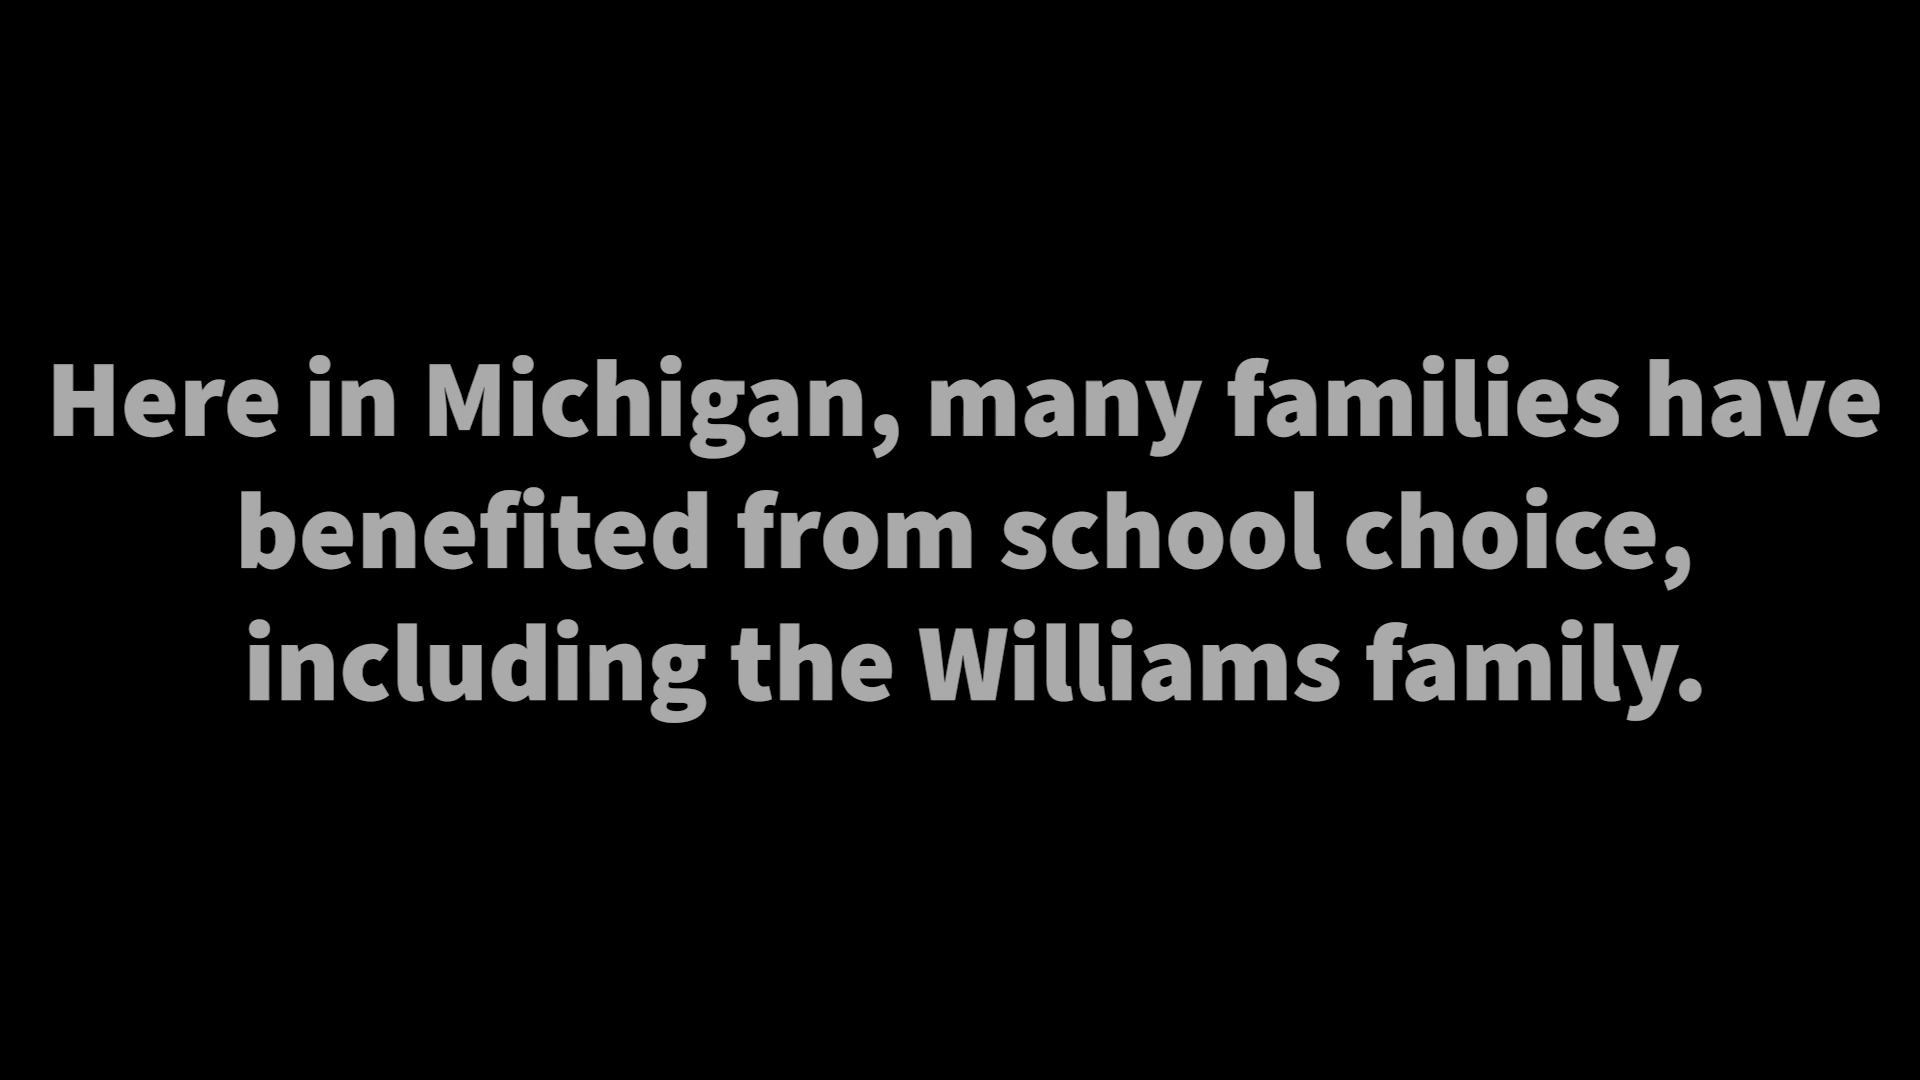 Here in Michigan, many families have
benefited from school choice,
including the Williams family.